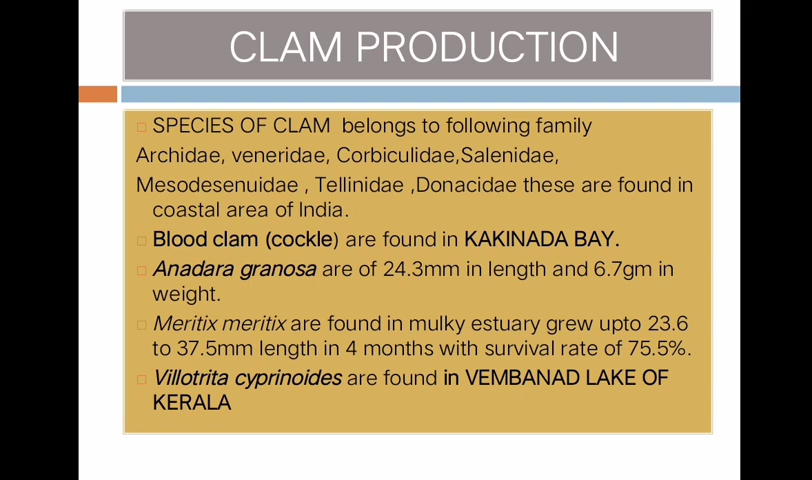 CLAM PRODUCTION
SPECIES OF CLAM belongs to following family
Archidae, veneridae, Corbiculidae,Salenidae,
Mesodesenuidae , Tellinidae ,Donacidae these are found in
coastal area of India.
Blood clam (cockle) are found in KAKINADA BAY.
Anadara granosa are of 24.3mm in length and 6.7gm in
weight.
Meritix meritix are found in mulky estuary grew upto 23.6
to 37.5mm length in 4 months with survival rate of 75.5%.
Villotrita cyprinoides are found in VEMBANAD LAKE OF
KERALA